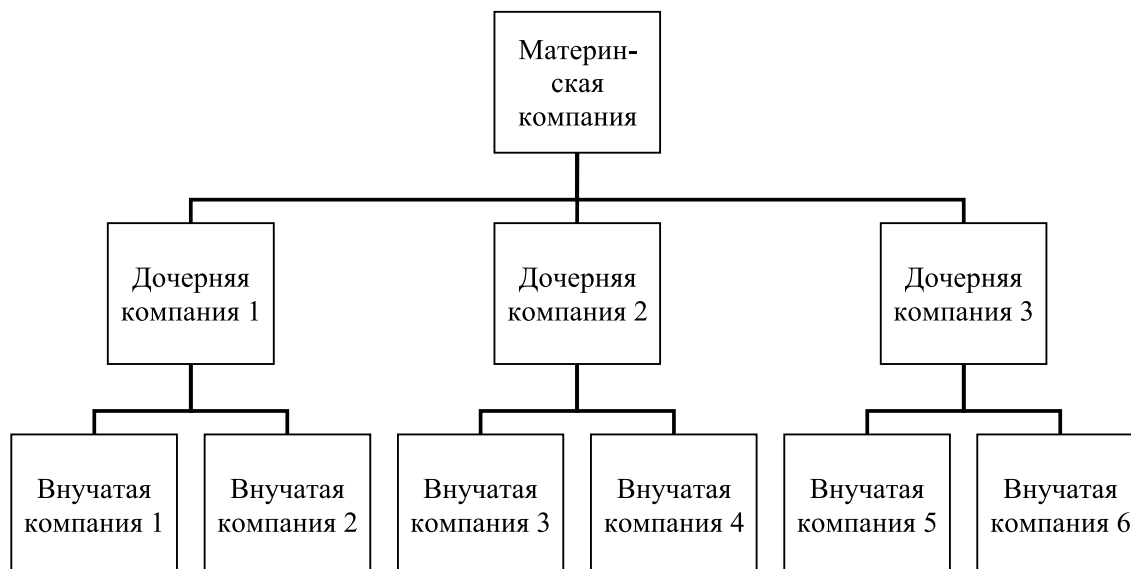 Материн-
ская
компания
Дочерняя
компания 1
Дочерняя
компания 2
Дочерняя
компания 3
Внучатая
компания 1
Внучатая
компания 2
Внучатая
компания 3
Внучатая
компания 4
Внучатая
компания 5
Внучатая
компания 6